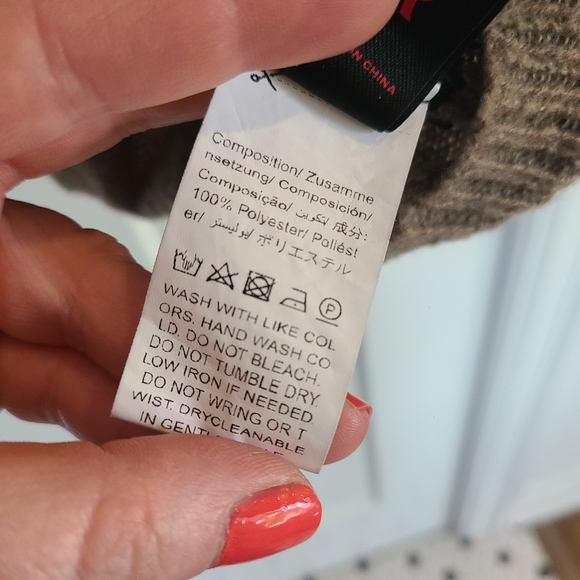 N CHINA
Composition/ Zusamme
nsetzung/ Composición/
Composição/ تكوين/ 成分:
100% Polyester/ Poliést
er/ بوليستر/ ポリエステル
P
WASH WITH LIKE COL
ORS. HAND WASH CO
LD. DO NOT BLEACH.
DO NOT TUMBLE DRY.
LOW IRON IF NEEDED.
DO NOT WRING OR T
WIST. DRYCLEANABLE
IN GENTL